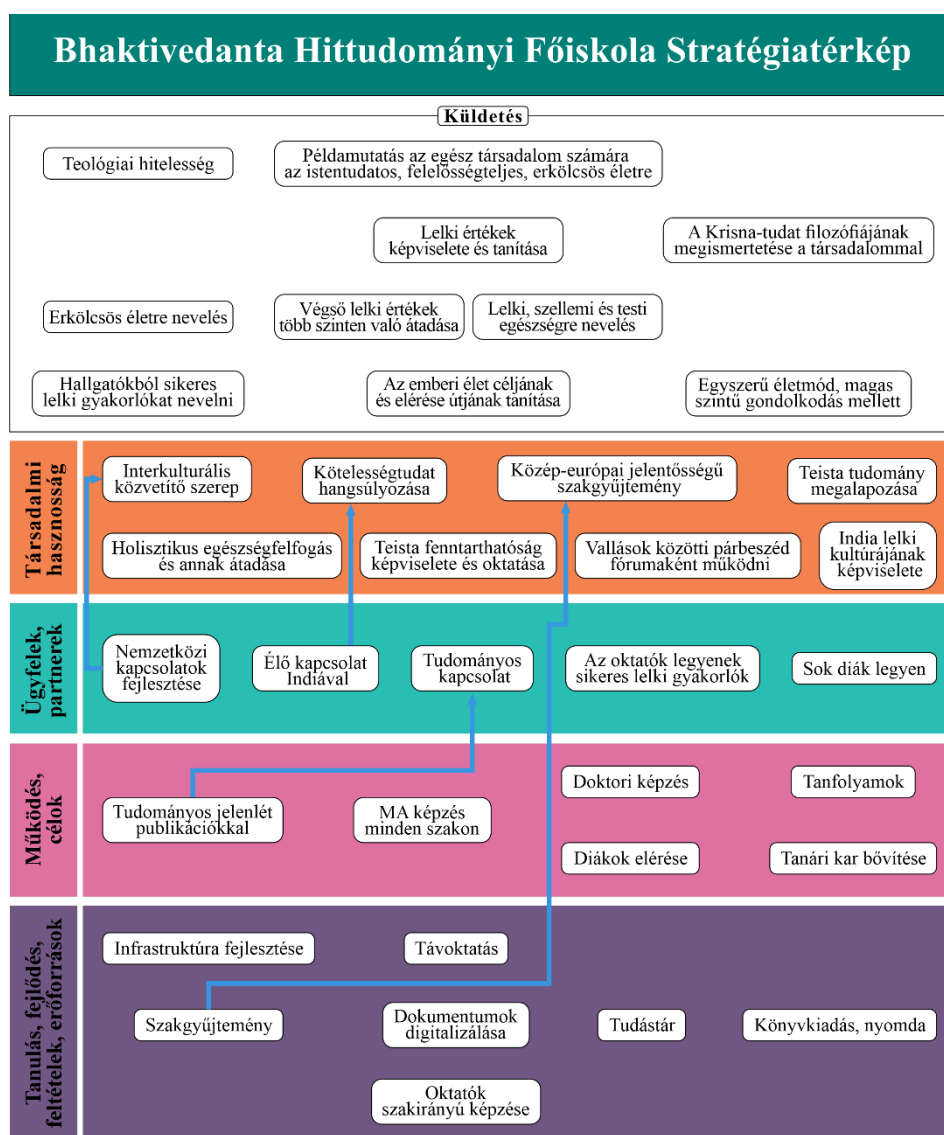 Bhaktivedanta Hittudományi Főiskola Stratégiatérkép
Küldetés
Teológiai hitelesség
Példamutatás az egész társadalom számára
az istentudatos, felelősségteljes, erkölcsös életre
Lelki értékek
képviselete és tanítása
A Krisna-tudat filozófiájának
megismertetése a társadalommal
Erkölcsös életre nevelés
Végső lelki értékek
több szinten való átadása
Lelki, szellemi és testi
egészségre nevelés
Hallgatókból sikeres
lelki gyakorlókat nevelni
Az emberi élet céljának
és elérése útjának tanítása
Egyszerű életmód, magas
szintű gondolkodás mellett
Társadalmi
hasznosság
Interkulturális
közvetítő szerep
Kötelességtudat
hangsúlyozása
Közép-európai jelentősségű
szakgyűjtemény
Teista tudomány
megalapozása
Holisztikus egészségfelfogás
és annak átadása
Teista fenntarthatóság
képviselete és oktatása
Vallások közötti párbeszéd
fórumaként működni
India lelki
kultúrájának
képviselete
Ügyfelek,
partnerek
Nemzetközi
kapcsolatok
fejlesztése
Élő kapcsolat
Indiával
Tudományos
kapcsolat
Az oktatók legyenek
sikeres lelki gyakorlók
Sok diák legyen
Működés,
célok
Doktori képzés
Tanfolyamok
Tudományos jelenlét
publikációkkal
MA képzés
minden szakon
Diákok elérése
Tanári kar bővítése
Tanulás, fejlődés,
feltételek, erőforrások
Infrastruktúra fejlesztése
Távoktatás
Szakgyűjtemény
Dokumentumok
digitalizálása
Tudástár
Könyvkiadás, nyomda
Oktatók
szakirányú képzése